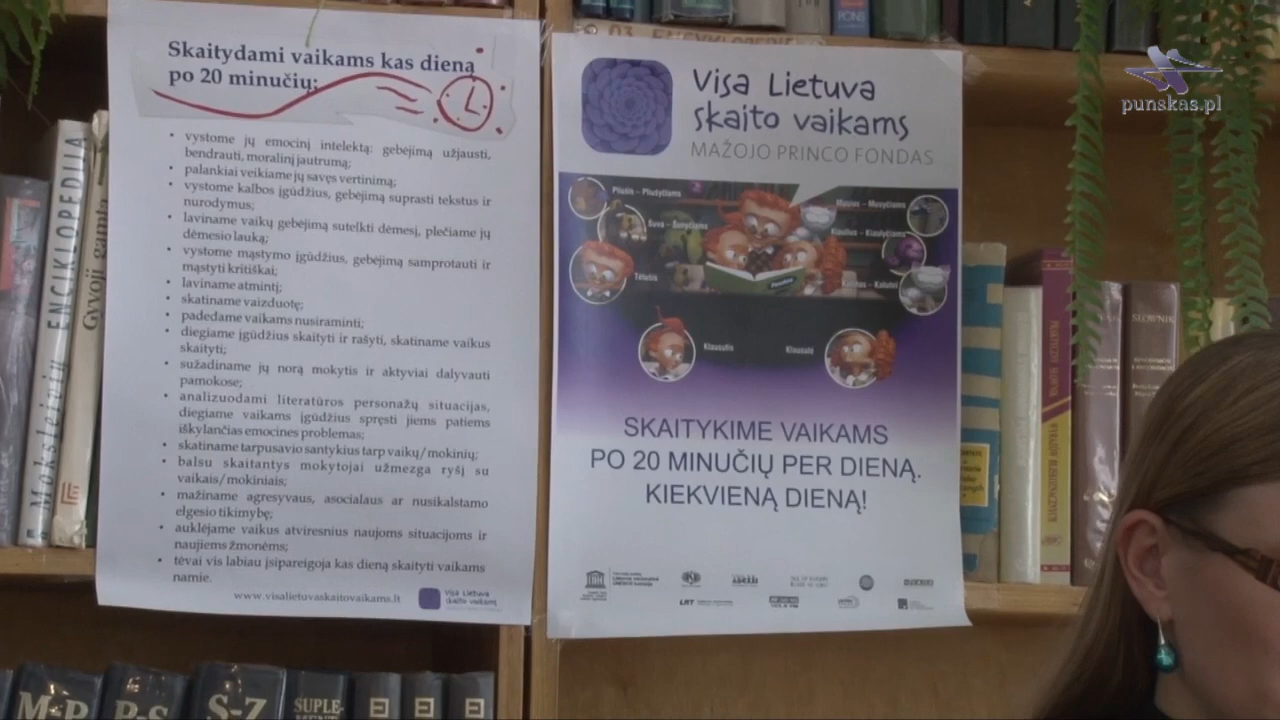 Skaitydami vaikams kas dieną
po 20 minučių:
• vystome jų emocinį intelektą: gebėjimą užjausti,
bendrauti, moralinį jautrumą;
• palankiai veikiame jų savęs vertinimą;
• vystome kalbos įgūdžius, gebėjimą suprasti tekstus ir
nurodymus;
• laviname vaikų gebėjimą sutelkti dėmesį, plečiame jų
dėmesio lauką;
• vystome mąstymo įgūdžius, gebėjimą samprotauti ir
mąstyti kritiškai;
• laviname atmintį;
• skatiname vaizduotę;
• padedame vaikams nusiraminti;
• diegiame įgūdžius skaityti ir rašyti, skatiname vaikus
skaityti;
• sužadiname jų norą mokytis ir aktyviai dalyvauti
pamokose;
• analizuodami literatūros personažų situacijas,
diegiame vaikams įgūdžius spręsti jiems patiems
iškylančias emocines problemas;
• skatiname tarpusavio santykius tarp vaikų/mokinių;
• balsu skaitantys mokytojai užmezga ryšį su
vaikais/mokiniais;
• mažiname agresyvaus, asocialaus ar nusikalstamo
elgesio tikimybę;
• auklėjame vaikus atviresnius naujoms situacijoms ir
naujiems žmonėms;
• tėvai vis labiau įsipareigoja kas dieną skaityti vaikams
namie.
www.visalietuvaskaitovaikams.lt
Visa Lietuva
skaito vaikams
Visa Lietuva
skaito vaikams
MAŽOJO PRINCO FONDAS
Tėtutis
Klausytis
Klausutė
SKAITYKIME VAIKAMS
PO 20 MINUČIŲ PER DIENĄ.
KIEKVIENĄ DIENĄ!
LRT
punskas.pl
ENCIKLOPEDIJA
Gyvoji gamta
PONS
SŁOWNIK
M-P
P-S
S-Z
SUPLE-